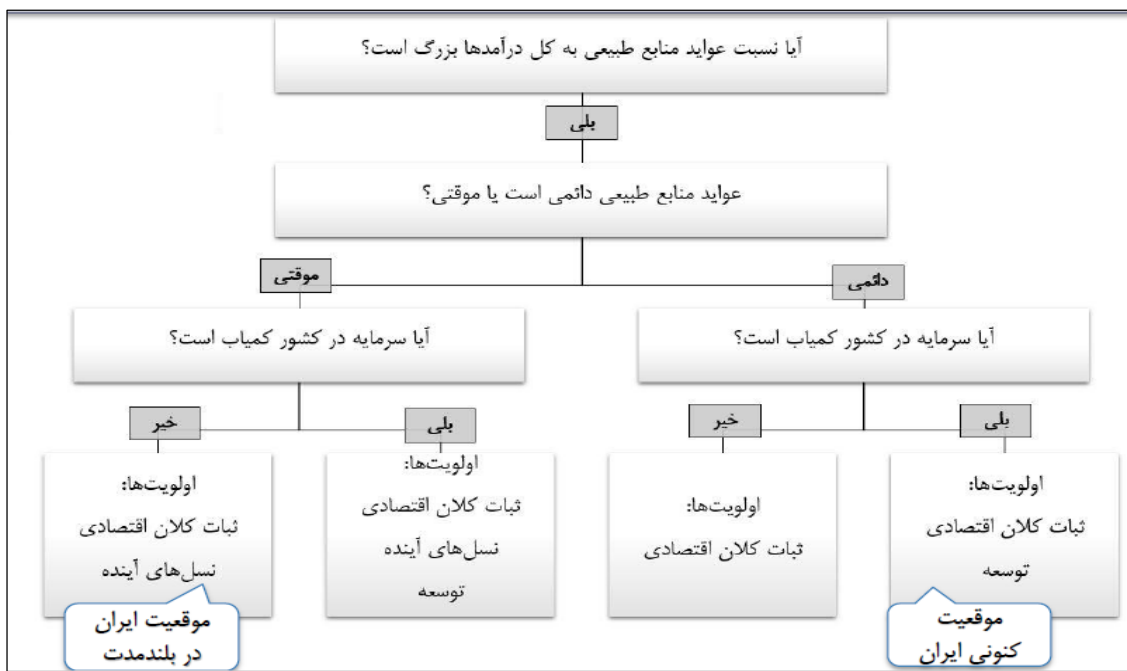 آیا نسبت عواید منابع طبیعی به کل درآمدها بزرگ است؟
بلی
عواید منابع طبیعی دائمی است یا موقتی؟
دائمی
موقتی
آیا سرمایه در کشور کمیاب است؟
آیا سرمایه در کشور کمیاب است؟
بلی
خیر
بلی
خیر
اولویت‌ها:
ثبات کلان اقتصادی
توسعه
اولویت‌ها:
ثبات کلان اقتصادی
اولویت‌ها:
ثبات کلان اقتصادی
نسل‌های آینده
توسعه
اولویت‌ها:
ثبات کلان اقتصادی
نسل‌های آینده
موقعیت
کنونی ایران
موقعیت ایران
در بلندمدت